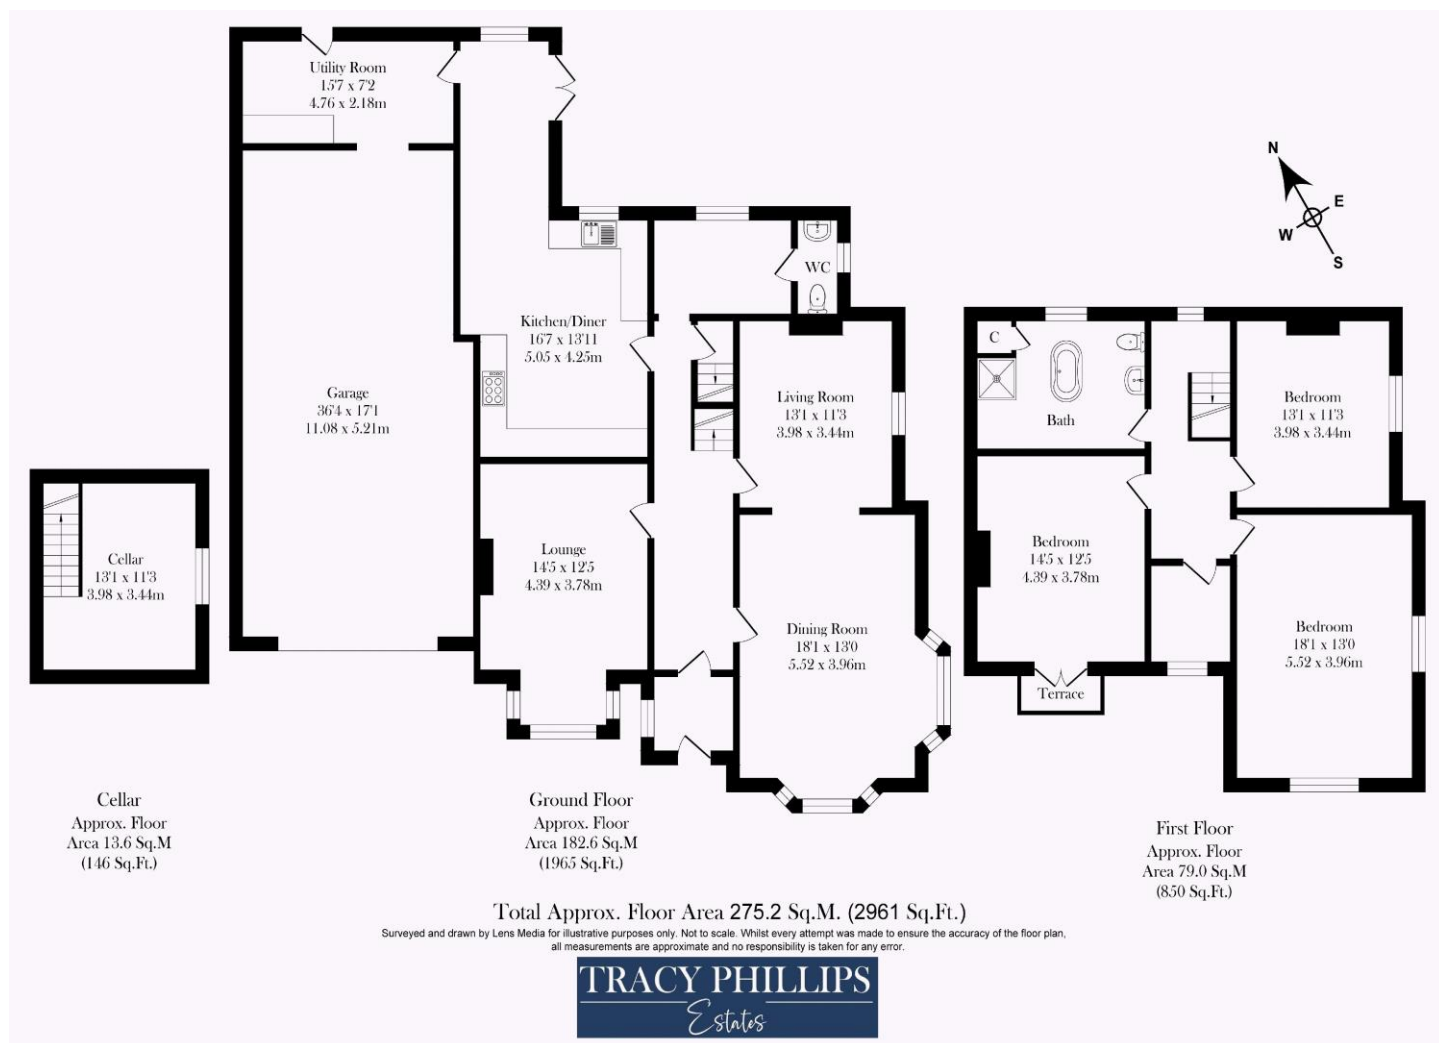 Utility Room
15'7 x 7'2
4.76 x 2.18m
N
E
W
S
WC
C
Kitchen/Diner
16'7 x 13'11
5.05 x 4.25m
Garage
36'4 x 17'1
11.08 x 5.21m
Living Room
13'1 x 11'3
3.98 x 3.44m
Bath
Bedroom
13'1 x 11'3
3.98 x 3.44m
Cellar
13'1 x 11'3
3.98 x 3.44m
Lounge
14'5 x 12'5
4.39 x 3.78m
Bedroom
14'5 x 12'5
4.39 x 3.78m
Dining Room
18'1 x 13'0
5.52 x 3.96m
Bedroom
18'1 x 13'0
5.52 x 3.96m
Terrace
Cellar
Approx. Floor
Area 13.6 Sq.M
(146 Sq.Ft.)
Ground Floor
Approx. Floor
Area 182.6 Sq.M
(1965 Sq.Ft.)
First Floor
Approx. Floor
Area 79.0 Sq.M
(850 Sq.Ft.)
Total Approx. Floor Area 275.2 Sq.M. (2961 Sq.Ft.)
Surveyed and drawn by Lens Media for illustrative purposes only. Not to scale. Whilst every attempt was made to ensure the accuracy of the floor plan,
all measurements are approximate and no responsibility is taken for any error.
TRACY PHILLIPS
Estates